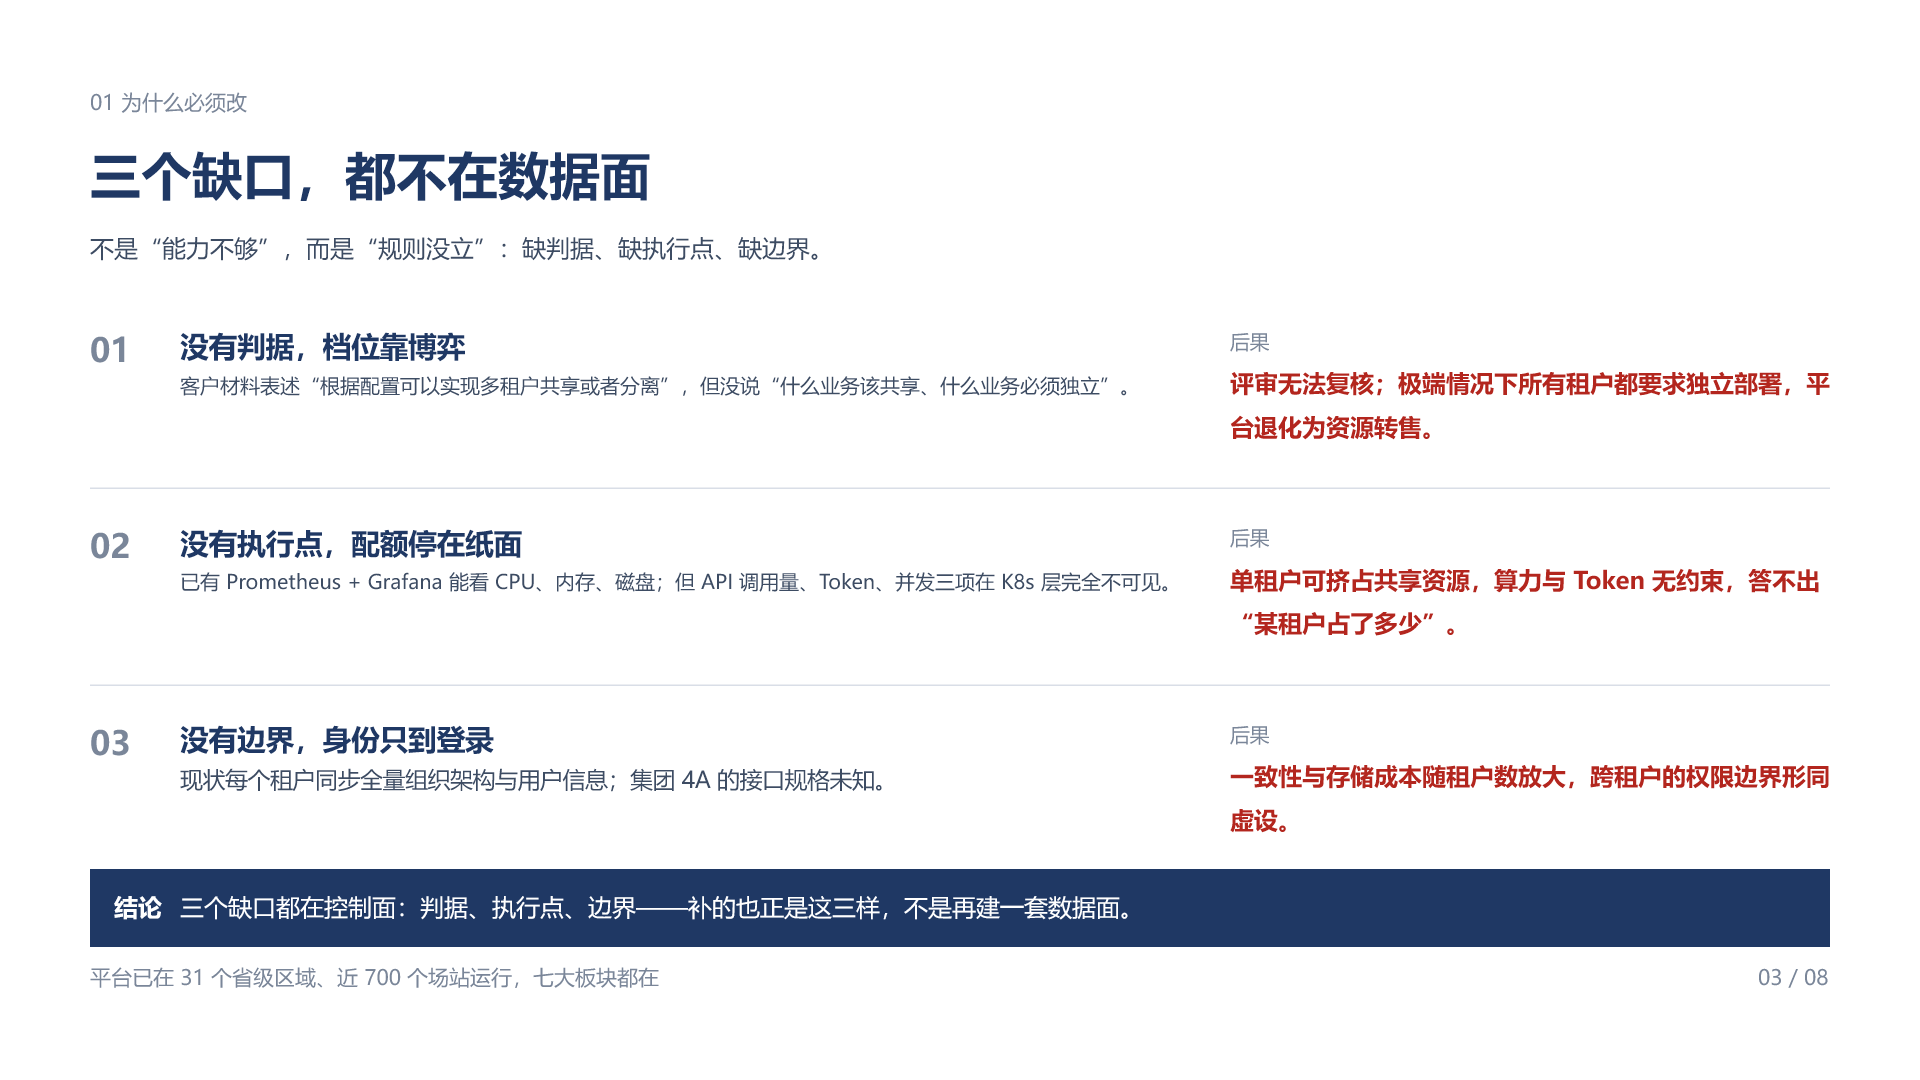 01 为什么必须改
三个缺口，都不在数据面
不是“能力不够”，而是“规则没立”：缺判据、缺执行点、缺边界。
01
没有判据，档位靠博弈
客户材料表述“根据配置可以实现多租户共享或者分离”，但没说“什么业务该共享、什么业务必须独立”。
后果
评审无法复核；极端情况下所有租户都要求独立部署，平
台退化为资源转售。
02
没有执行点，配额停在纸面
已有 Prometheus + Grafana 能看 CPU、内存、磁盘；但 API 调用量、Token、并发三项在 K8s 层完全不可见。
后果
单租户可挤占共享资源，算力与 Token 无约束，答不出
“某租户占了多少”。
03
没有边界，身份只到登录
现状每个租户同步全量组织架构与用户信息；集团 4A 的接口规格未知。
后果
一致性与存储成本随租户数放大，跨租户的权限边界形同
虚设。
结论 三个缺口都在控制面：判据、执行点、边界——补的也正是这三样，不是再建一套数据面。
平台已在 31 个省级区域、近 700 个场站运行，七大板块都在
03 / 08